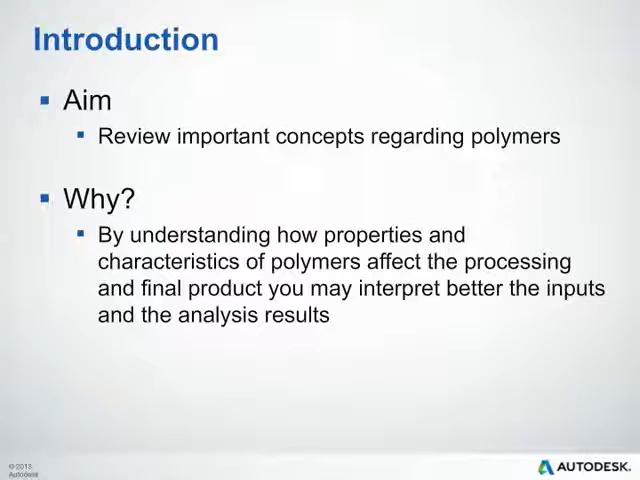 Introduction
Aim
Review important concepts regarding polymers
Why?
By understanding how properties and
characteristics of polymers affect the processing
and final product you may interpret better the inputs
and the analysis results
© 2013
Autodesk
AUTODESK.